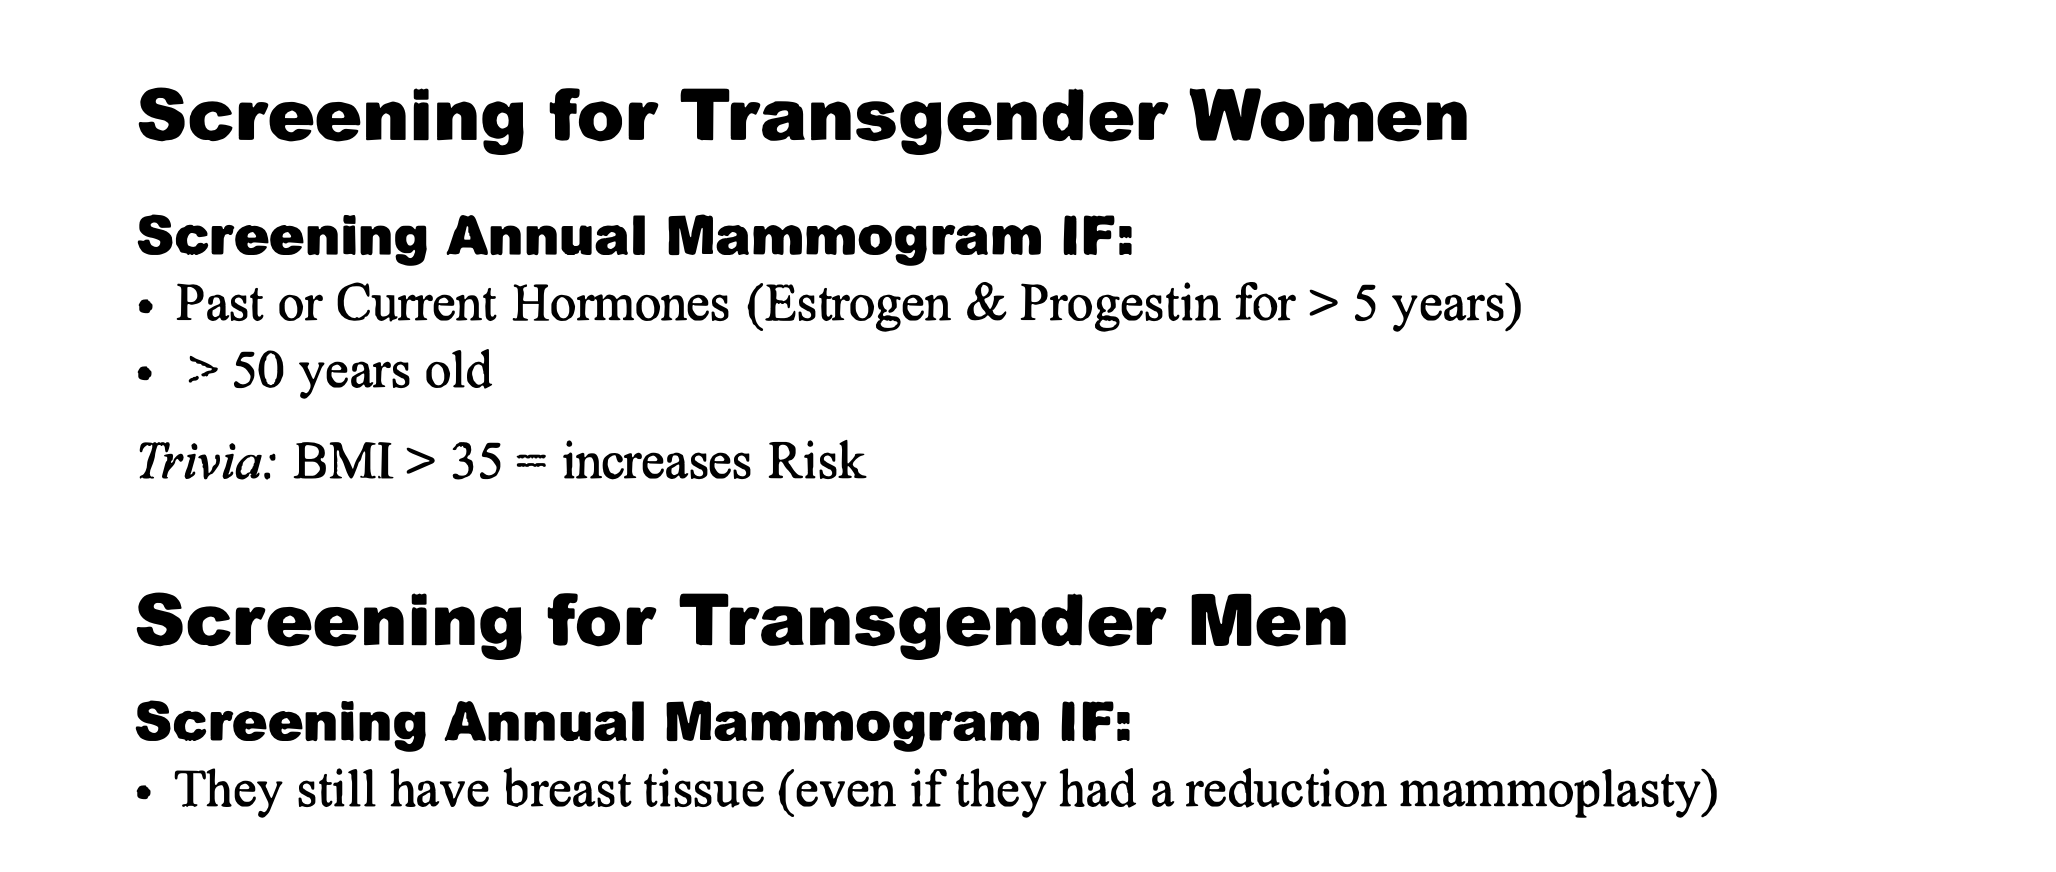 Screening for Transgender Women
Screening Annual Mammogram IF:
• Past or Current Hormones (Estrogen & Progestin for > 5 years)
• > 50 years old
Trivia: BMI > 35 = increases Risk
Screening for Transgender Men
Screening Annual Mammogram IF:
• They still have breast tissue (even if they had a reduction mammoplasty)